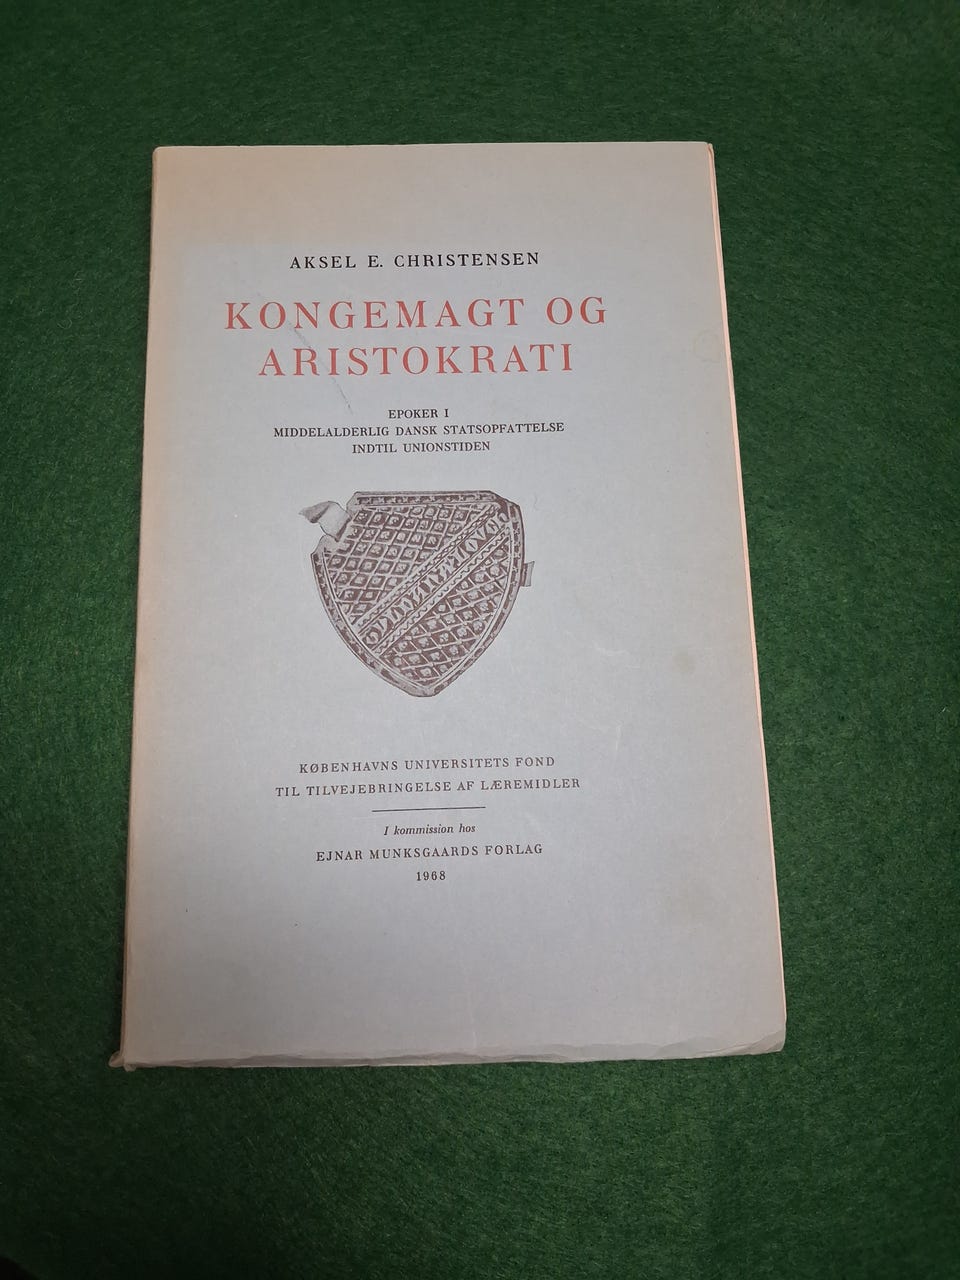 AKSEL E. CHRISTENSEN
KONGEMAGT OG
ARISTOKRATI
EPOKER I
MIDDELALDERLIG DANSK STATSOPFATTELSE
INDTIL UNIONSTIDEN
KØBENHAVNS UNIVERSITETS FOND
TIL TILVEJEBRINGELSE AF LÆREMIDLER
I kommission hos
EJNAR MUNKSGAARDS FORLAG
1968